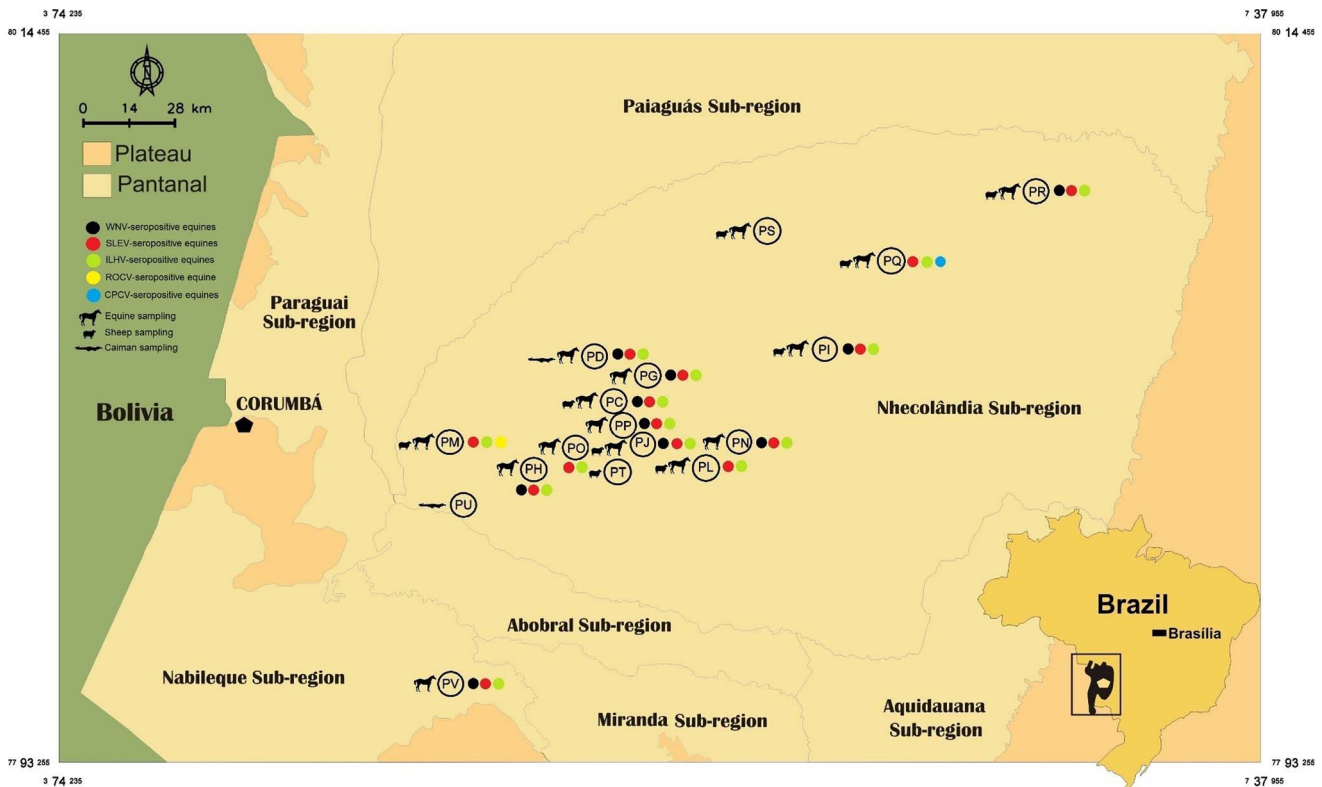 3 74 235
7 37 955
80 14 455
80 14 455
N
0 14 28 km
Plateau
Pantanal
WNV-seropositive equines
SLEV-seropositive equines
ILHV-seropositive equines
ROCV-seropositive equine
CPCV-seropositive equines
Equine sampling
Sheep sampling
Caiman sampling
Paiaguás Sub-region
PR
PS
PQ
Paraguai
Sub-region
PD
PI
PG
PC
Nhecolândia Sub-region
Bolivia
CORUMBÁ
PP
PM
PO
PJ
PN
PH
PT
PL
PU
Abobral Sub-region
Nabileque Sub-region
PV
Miranda Sub-region
Aquidauana
Sub-region
Brazil
Brasília
77 93 255
77 93 255
3 74 235
7 37 955